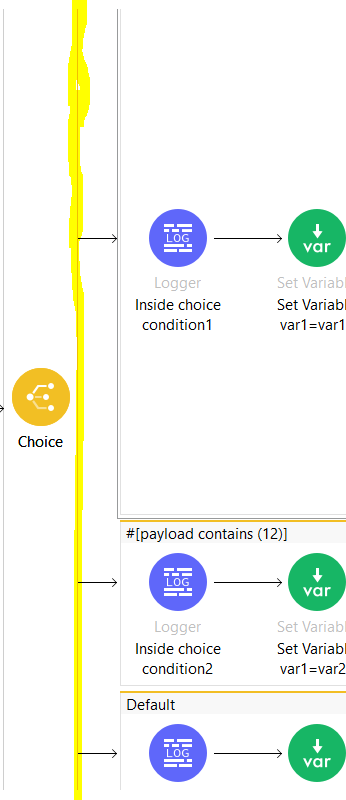 LOG
var
Logger
Set Variabl
Inside choice
condition1
Set Variabl
var1=var1
Choice
#[payload contains (12)]
LOG
var
Logger
Set Variabl
Inside choice
condition2
Set Variabl
var1=var2
Default
LOG
var